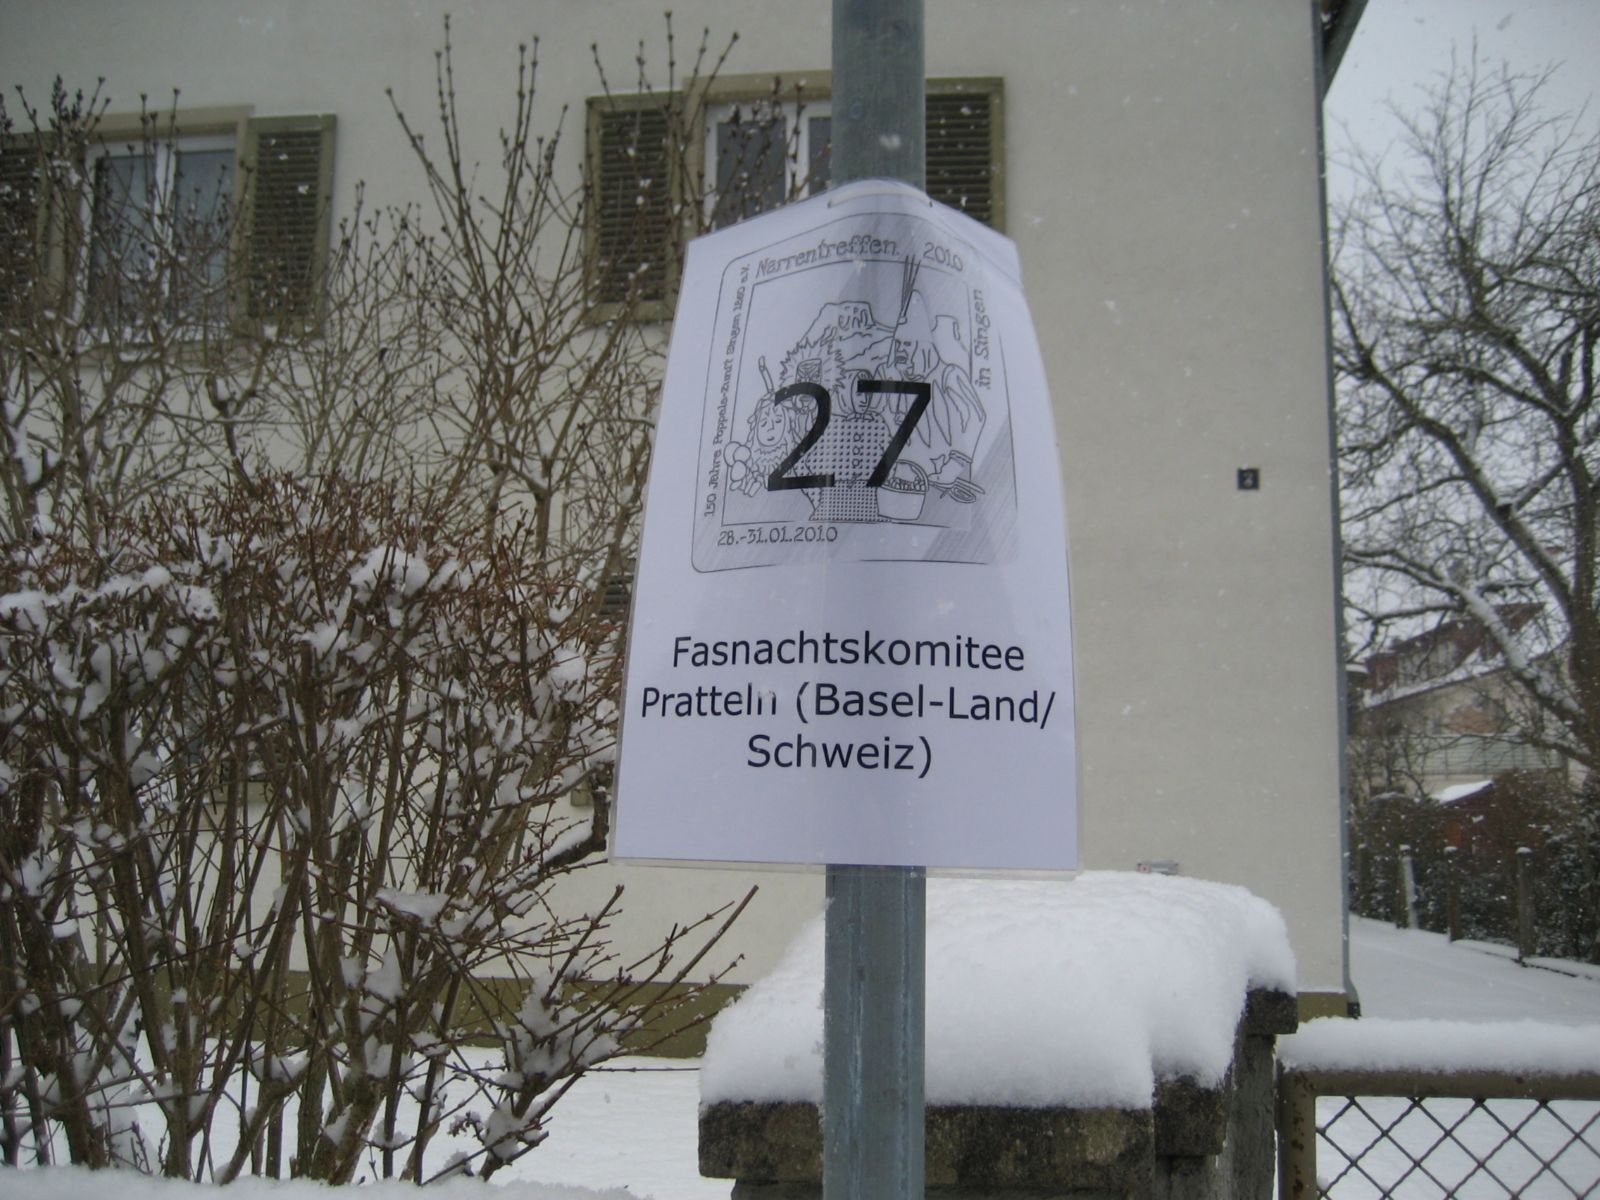 Narrentreffen 2010
in Singen
150 Jahre Poppele-Zunft Singen 1860 e.V.
27
28.-31.01.2010
Fasnachtskomitee
Pratteln (Basel-Land/
Schweiz)